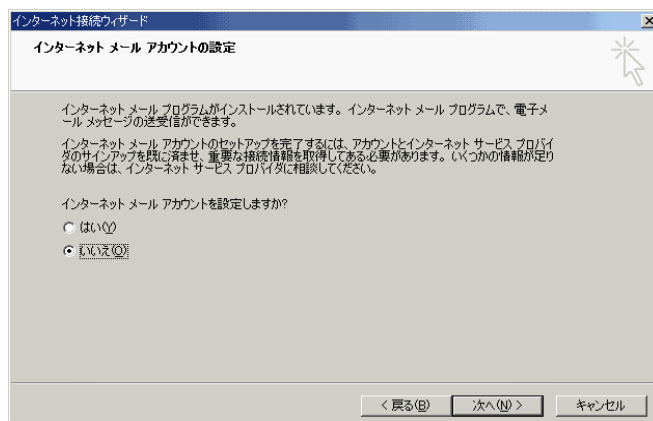 インターネット接続ウィザード
インターネット メール アカウントの設定
インターネット メール プログラムがインストールされています。インターネット メール プログラムで、電子メ
ール メッセージの送受信ができます。
インターネット メール アカウントのセットアップを完了するには、アカウントとインターネット サービス プロバイ
ダのサインアップを既に済ませ、重要な接続情報を取得してある必要があります。いくつかの情報が足り
ない場合は、インターネット サービス プロバイダに相談してください。
インターネット メール アカウントを設定しますか?
はい(Y)
いいえ(O)
< 戻る(B)
次へ(N) >
キャンセル